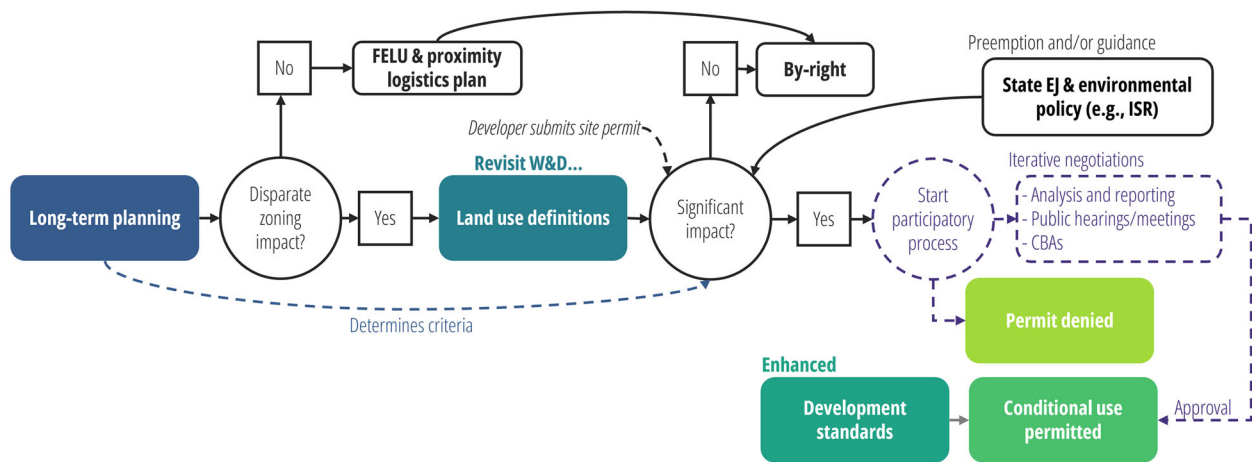 No
FELU & proximity
logistics plan
No
By-right
Preemption and/or guidance
State EJ & environmental
policy (e.g., ISR)
Developer submits site permit
Revisit W&D...
Long-term planning
Disparate
zoning
impact?
Yes
Land use definitions
Significant
impact?
Yes
Start
participatory
process
Iterative negotiations
- Analysis and reporting
- Public hearings/meetings
- CBAs
Determines criteria
Permit denied
Enhanced
Development
standards
Conditional use
permitted
Approval